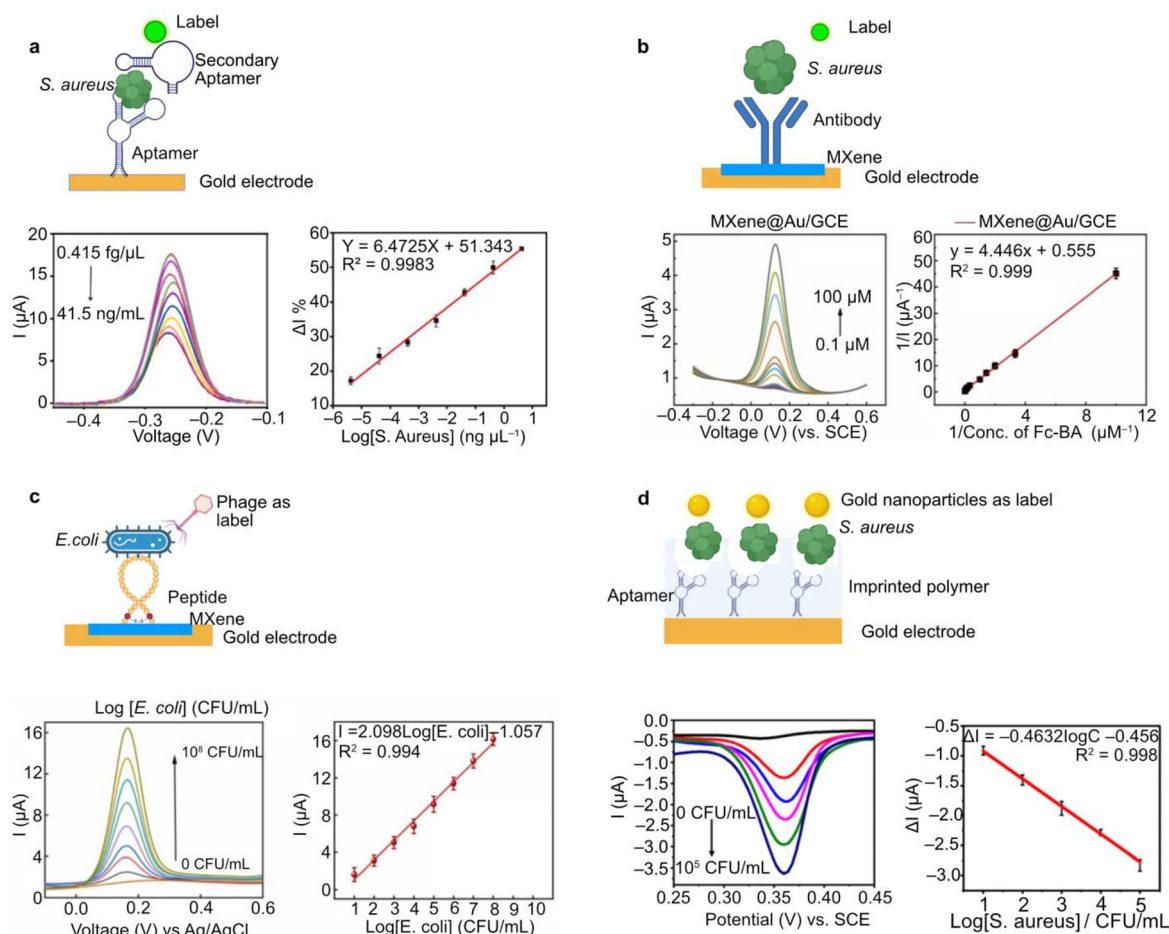 a
Label
Secondary
Aptamer
S. aureus
Aptamer
Gold electrode
20
15
10
5
0
I (μA)
0.415 fg/μL
41.5 ng/mL
–0.4
–0.3
–0.2
–0.1
Voltage (V)
60
50
40
30
20
10
ΔI %
Y = 6.4725X + 51.343
R² = 0.9983
–6
–5
–4
–3
–2
–1
0
1
Log[S. Aureus] (ng μL⁻¹)
b
Label
S. aureus
Antibody
MXene
Gold electrode
MXene@Au/GCE
5
4
3
2
1
0
I (μA)
100 μM
0.1 μM
–0.3
0.0
0.2
0.4
0.6
Voltage (V) (vs. SCE)
MXene@Au/GCE
60
50
40
30
20
10
0
1/I (μA⁻¹)
y = 4.446x + 0.555
R² = 0.999
0
4
8
12
1/Conc. of Fc-BA (μM⁻¹)
c
Phage as
label
E.coli
Peptide
MXene
Gold electrode
Log [E. coli] (CFU/mL)
16
12
8
4
0
I (μA)
10⁸ CFU/mL
0 CFU/mL
0.0
0.2
0.4
0.6
Voltage (V) vs Ag/AgCl
16
12
8
4
0
I (μA)
I =2.098Log[E. coli]–1.057
R² = 0.994
1 2 3 4 5 6 7 8 9 10
Log[E. coli] (CFU/mL)
d
Gold nanoparticles as label
S. aureus
Aptamer
Imprinted polymer
Gold electrode
0.0
–0.5
–1.0
–1.5
–2.0
–2.5
–3.0
–3.5
I (μA)
0 CFU/mL
10⁵ CFU/mL
0.25
0.30
0.35
0.40
0.45
Potential (V) vs. SCE
–0.5
–1.0
–1.5
–2.0
–2.5
–3.0
ΔI (μA)
ΔI = –0.4632logC –0.456
R² = 0.998
1 2 3 4 5
Log[S. aureus] / CFU/mL